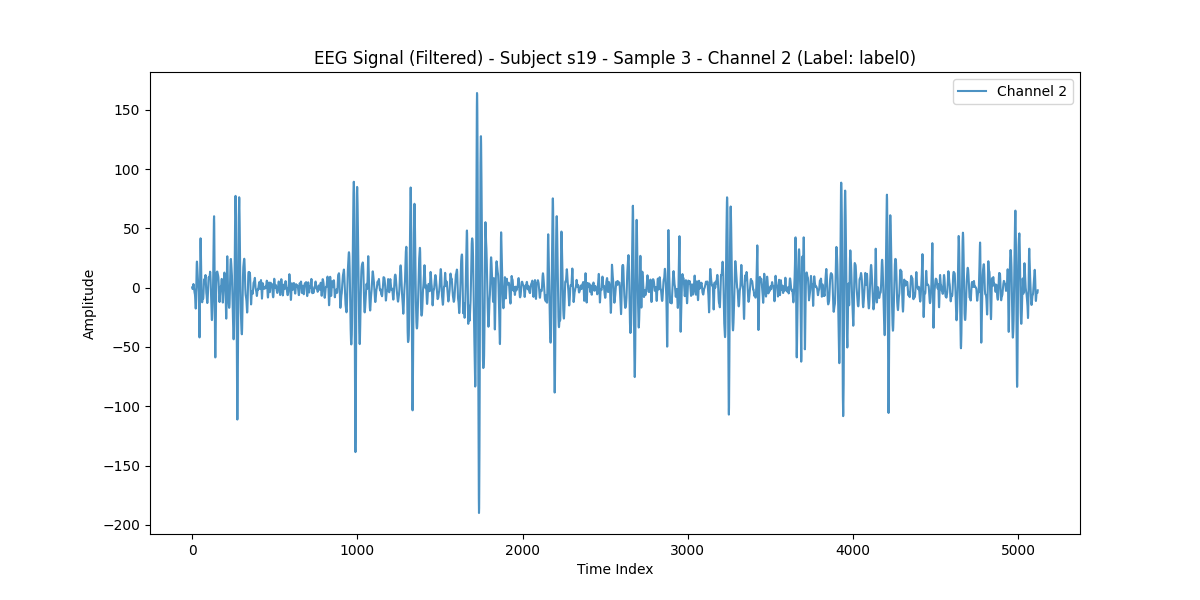 EEG Signal (Filtered) - Subject s19 - Sample 3 - Channel 2 (Label: label0)
Channel 2
150
100
50
0
−50
−100
−150
−200
Amplitude
0 1000 2000 3000 4000 5000
Time Index